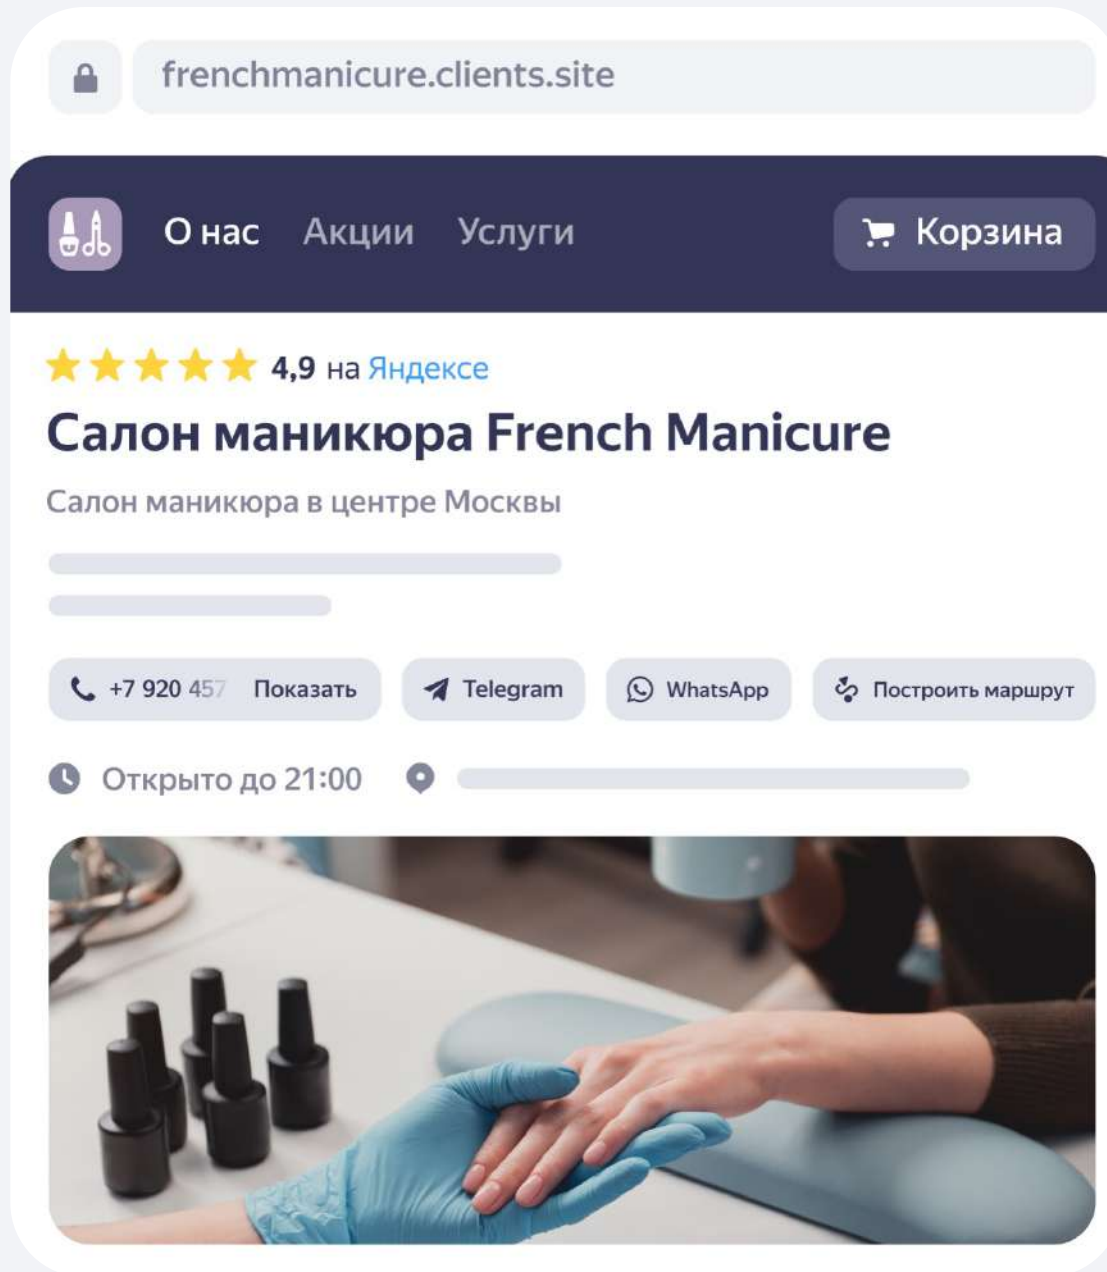 frenchmanicure.clients.site
О нас Акции Услуги Корзина
4,9 на Яндексе
Салон маникюра French Manicure
Салон маникюра в центре Москвы
+7 920 457 Показать Telegram WhatsApp Построить маршрут
Открыто до 21:00